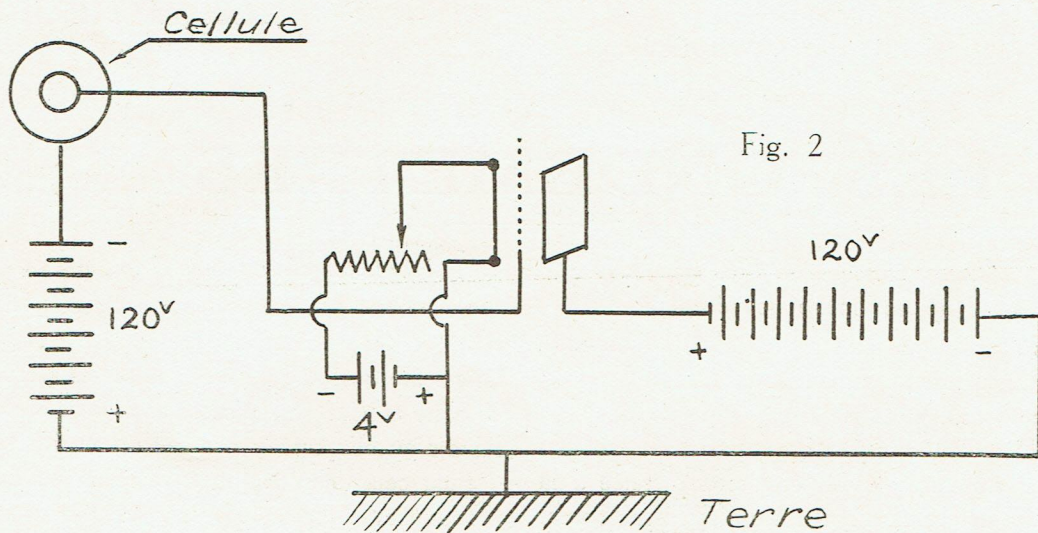 Cellule
Fig. 2
-
120v
120v
+
-
-
+
4v
+
Terre